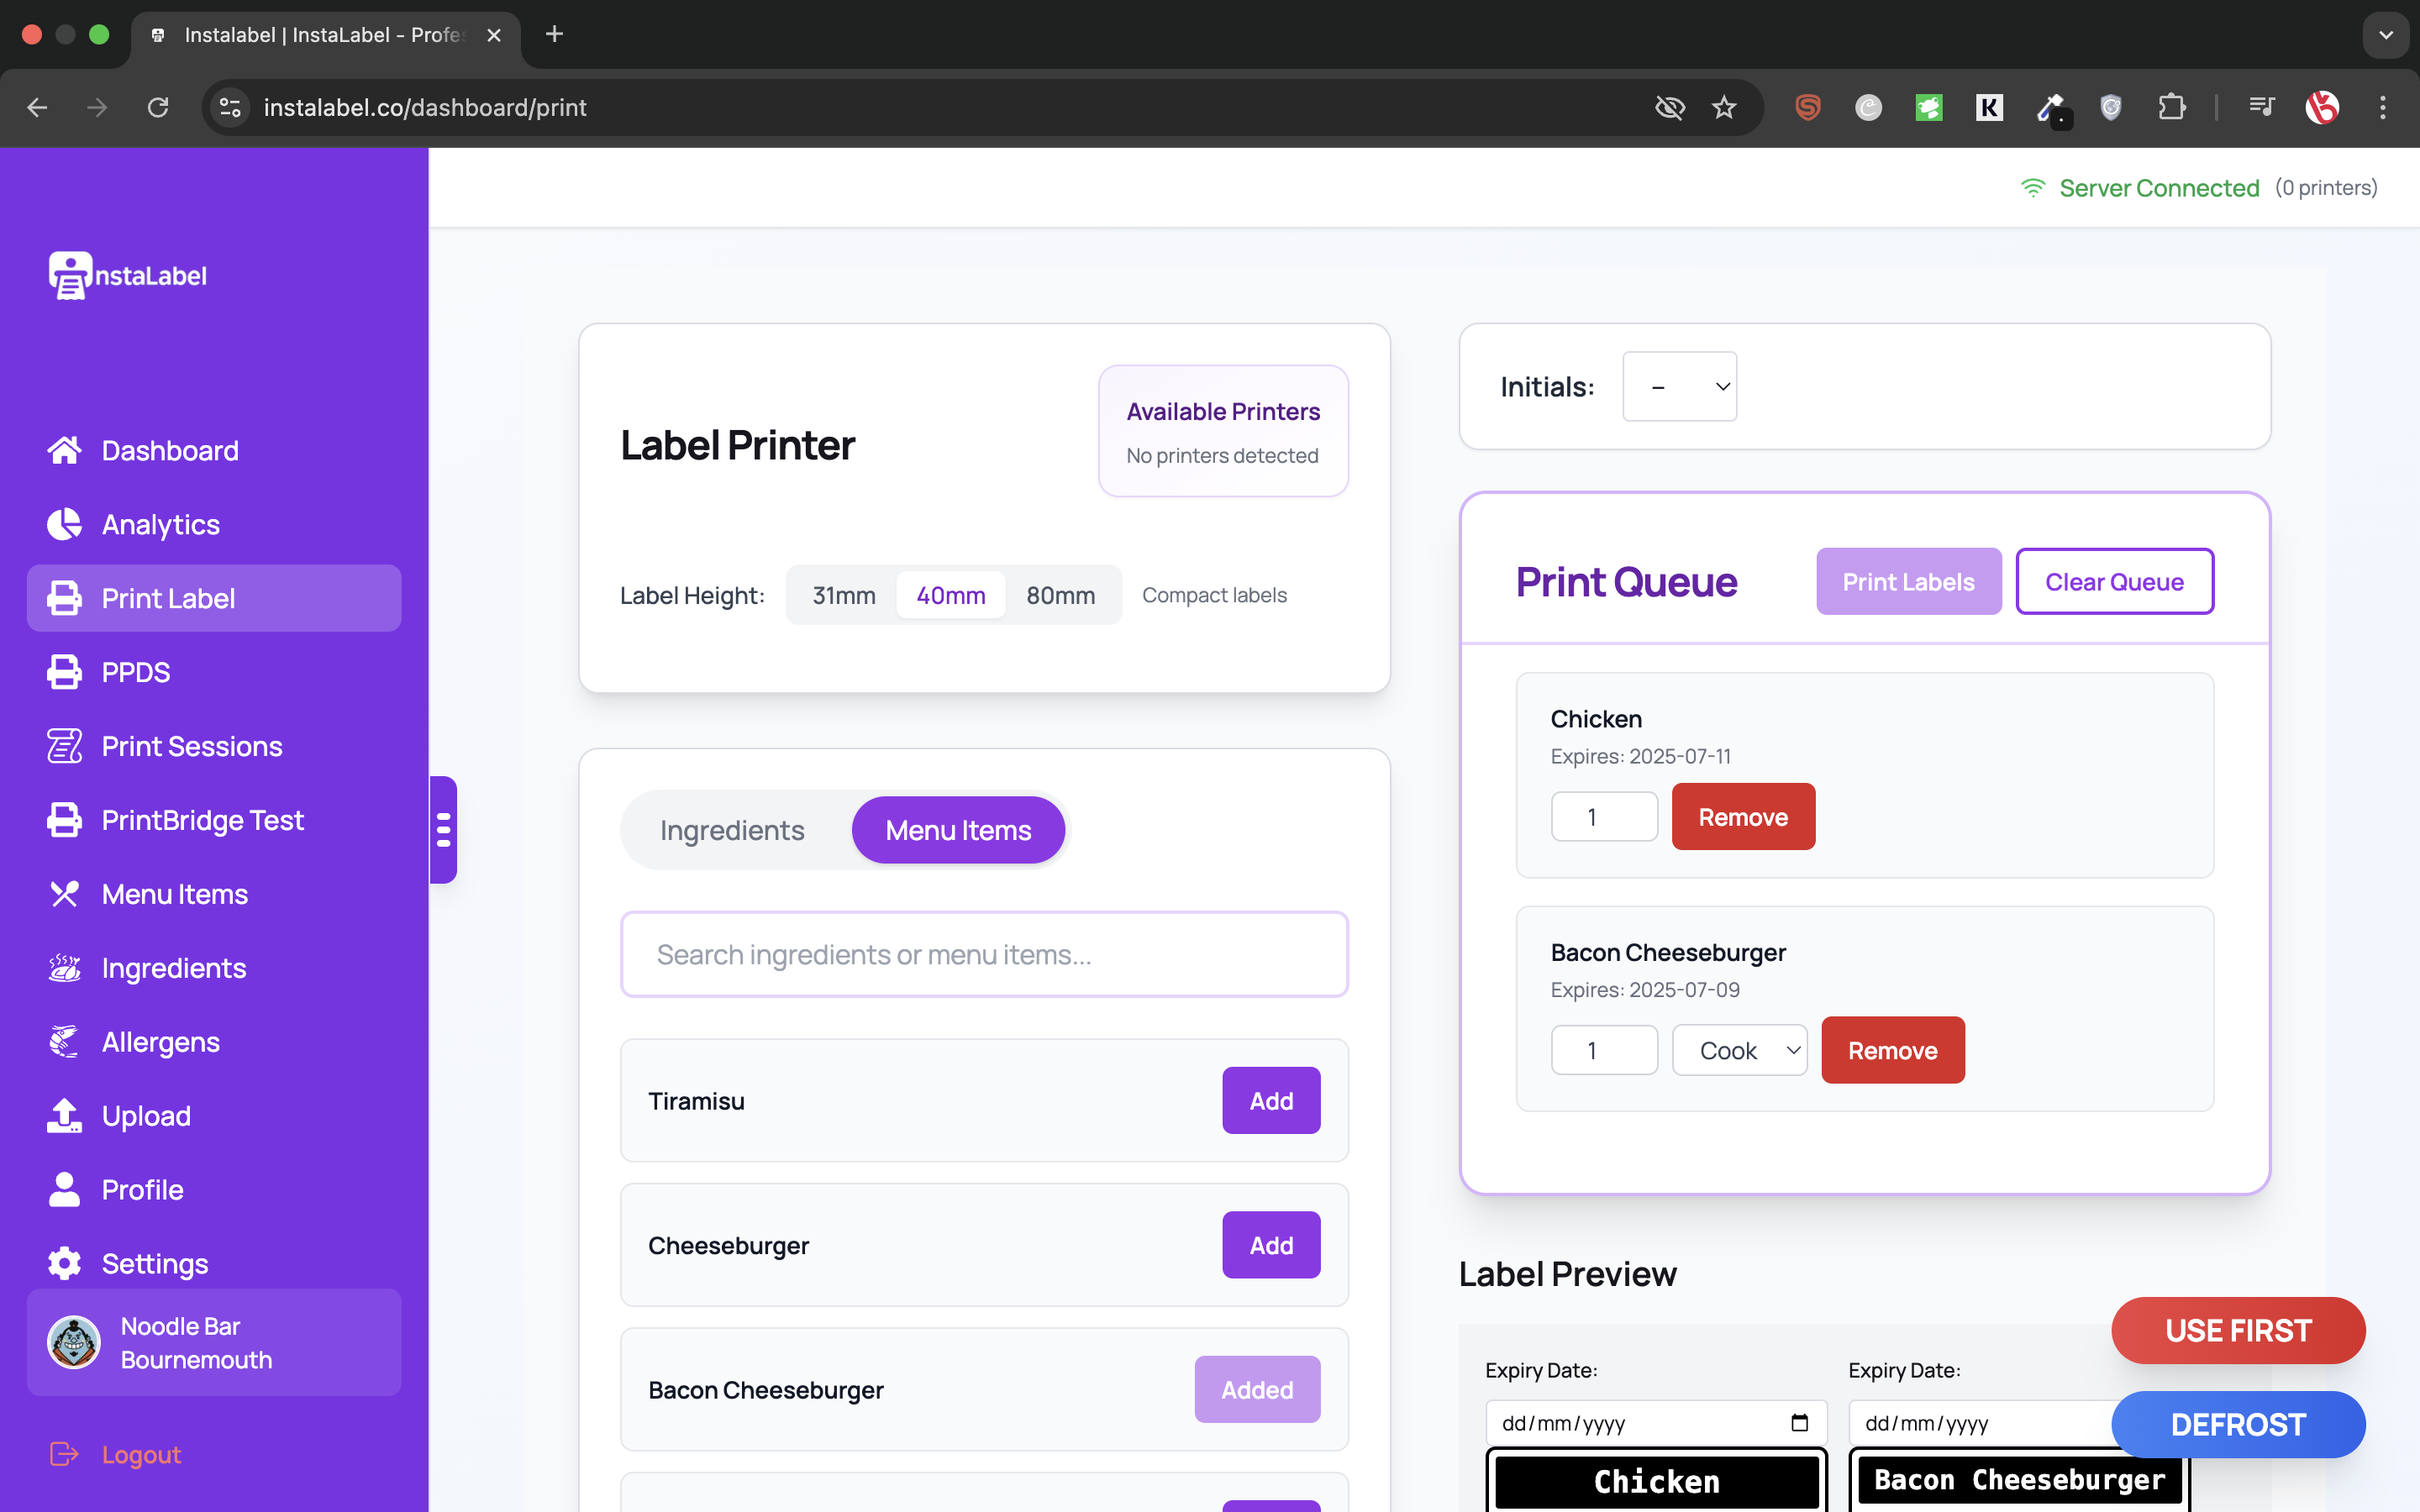 Instalabel | InstaLabel - Profes
instalabel.co/dashboard/print
Server Connected (0 printers)
nstaLabel
Dashboard
Analytics
Print Label
PPDS
Print Sessions
PrintBridge Test
Menu Items
Ingredients
Allergens
Upload
Profile
Settings
Noodle Bar
Bournemouth
Logout
Label Printer
Available Printers
No printers detected
Label Height: 31mm 40mm 80mm Compact labels
Ingredients Menu Items
Search ingredients or menu items...
Tiramisu Add
Cheeseburger Add
Bacon Cheeseburger Added
Initials: –
Print Queue Print Labels Clear Queue
Chicken
Expires: 2025-07-11
1 Remove
Bacon Cheeseburger
Expires: 2025-07-09
1 Cook Remove
Label Preview
USE FIRST
Expiry Date: Expiry Date:
dd/mm/yyyy dd/mm/yyyy
DEFROST
Chicken Bacon Cheeseburger